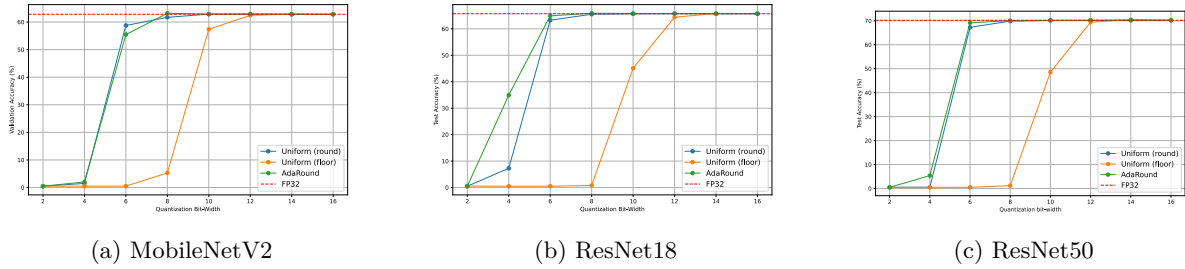 60
50
40
30
20
10
0
Validation Accuracy (%)
2 4 6 8 10 12 14 16
Quantization Bit-Width
Uniform (round)
Uniform (floor)
AdaRound
FP32
(a) MobileNetV2
60
50
40
30
20
10
0
Test Accuracy (%)
2 4 6 8 10 12 14 16
Quantization Bit-Width
Uniform (round)
Uniform (floor)
AdaRound
FP32
(b) ResNet18
70
60
50
40
30
20
10
0
Test Accuracy (%)
2 4 6 8 10 12 14 16
Quantization bit-width
Uniform (round)
Uniform (floor)
AdaRound
FP32
(c) ResNet50